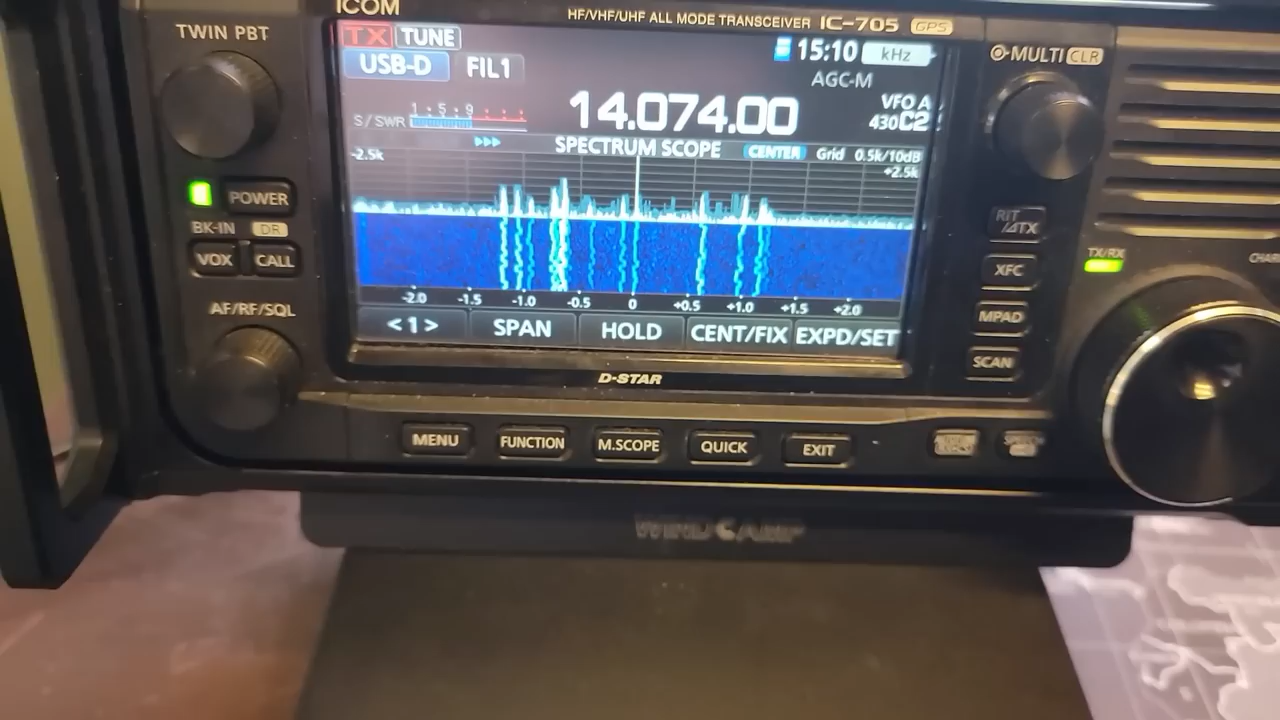 ICOM
HF/VHF/UHF ALL MODE TRANSCEIVER IC-705 GPS
TWIN PBT
TX TUNE
15:10 kHz
USB-D FIL1
AGC-M
MULTI CLR
1 · 5 · 9
S/SWR
14.074.00
VFO A
430C2
SPECTRUM SCOPE CENTER Grid 0.5k/10dB
-2.5k
+2.5k
POWER
BK-IN DR
VOX CALL
AF/RF/SQL
-2.0 -1.5 -1.0 -0.5 0 +0.5 +1.0 +1.5 +2.0
<1> SPAN HOLD CENT/FIX EXPD/SET
RIT
/⊿TX
XFC
MPAD
SCAN
TX/RX
D-STAR
MENU FUNCTION M.SCOPE QUICK EXIT